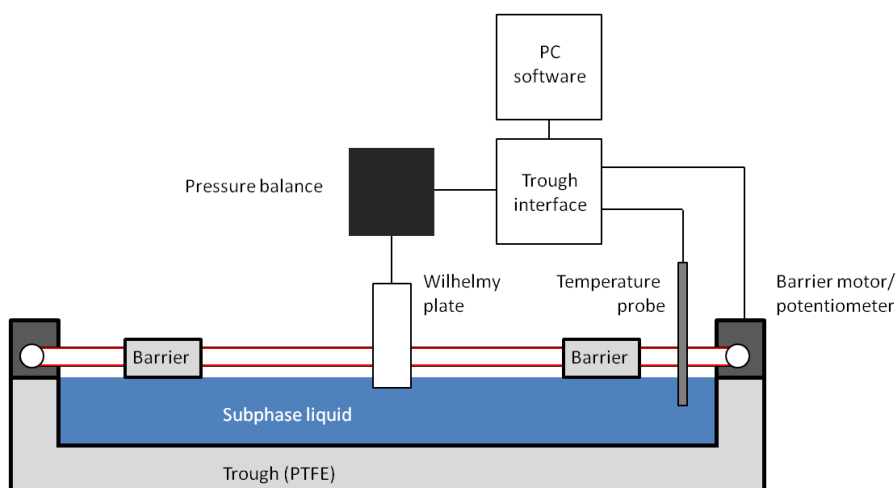 PC
software
Pressure balance
Trough
interface
Wilhelmy
plate
Temperature
probe
Barrier motor/
potentiometer
Barrier
Barrier
Subphase liquid
Trough (PTFE)